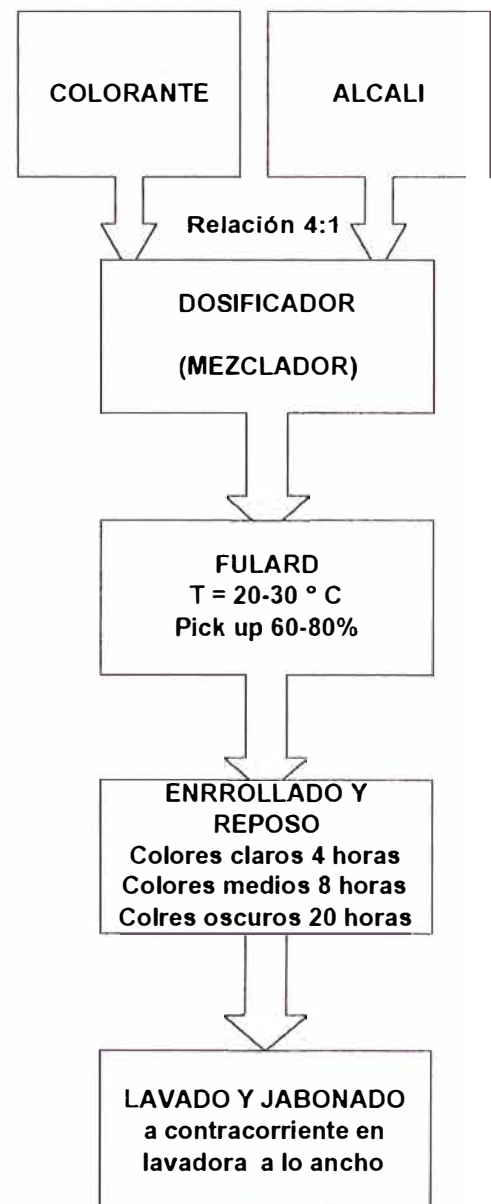 COLORANTE
ALCALI
Relación 4:1
DOSIFICADOR
(MEZCLADOR)
FULARD
T = 20-30 ° C
Pick up 60-80%
ENRROLLADO Y
REPOSO
Colores claros 4 horas
Colores medios 8 horas
Colres oscuros 20 horas
LAVADO Y JABONADO
a contracorriente en
lavadora a lo ancho